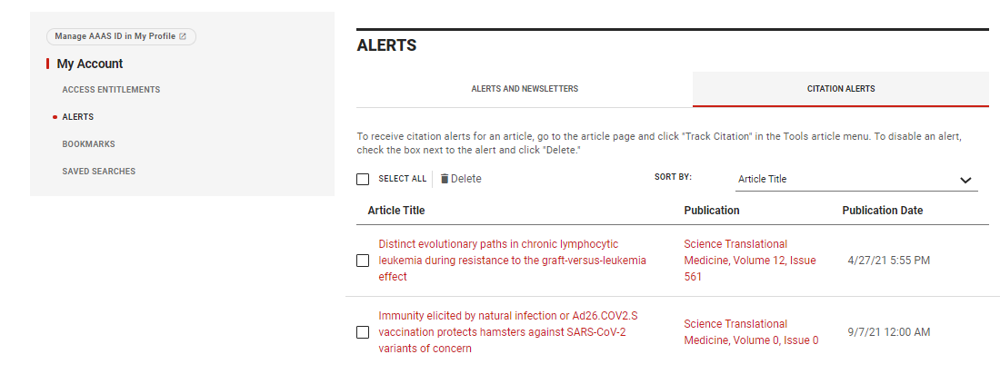 Manage AAAS ID in My Profile
My Account
ACCESS ENTITLEMENTS
ALERTS
BOOKMARKS
SAVED SEARCHES
ALERTS
ALERTS AND NEWSLETTERS
CITATION ALERTS
To receive citation alerts for an article, go to the article page and click "Track Citation" in the Tools article menu. To disable an alert,
check the box next to the alert and click "Delete."
SELECT ALL
Delete
SORT BY:
Article Title
Article Title
Publication
Publication Date
Distinct evolutionary paths in chronic lymphocytic
leukemia during resistance to the graft-versus-leukemia
effect
Science Translational
Medicine, Volume 12, Issue
561
4/27/21 5:55 PM
Immunity elicited by natural infection or Ad26.COV2.S
vaccination protects hamsters against SARS-CoV-2
variants of concern
Science Translational
Medicine, Volume 0, Issue 0
9/7/21 12:00 AM